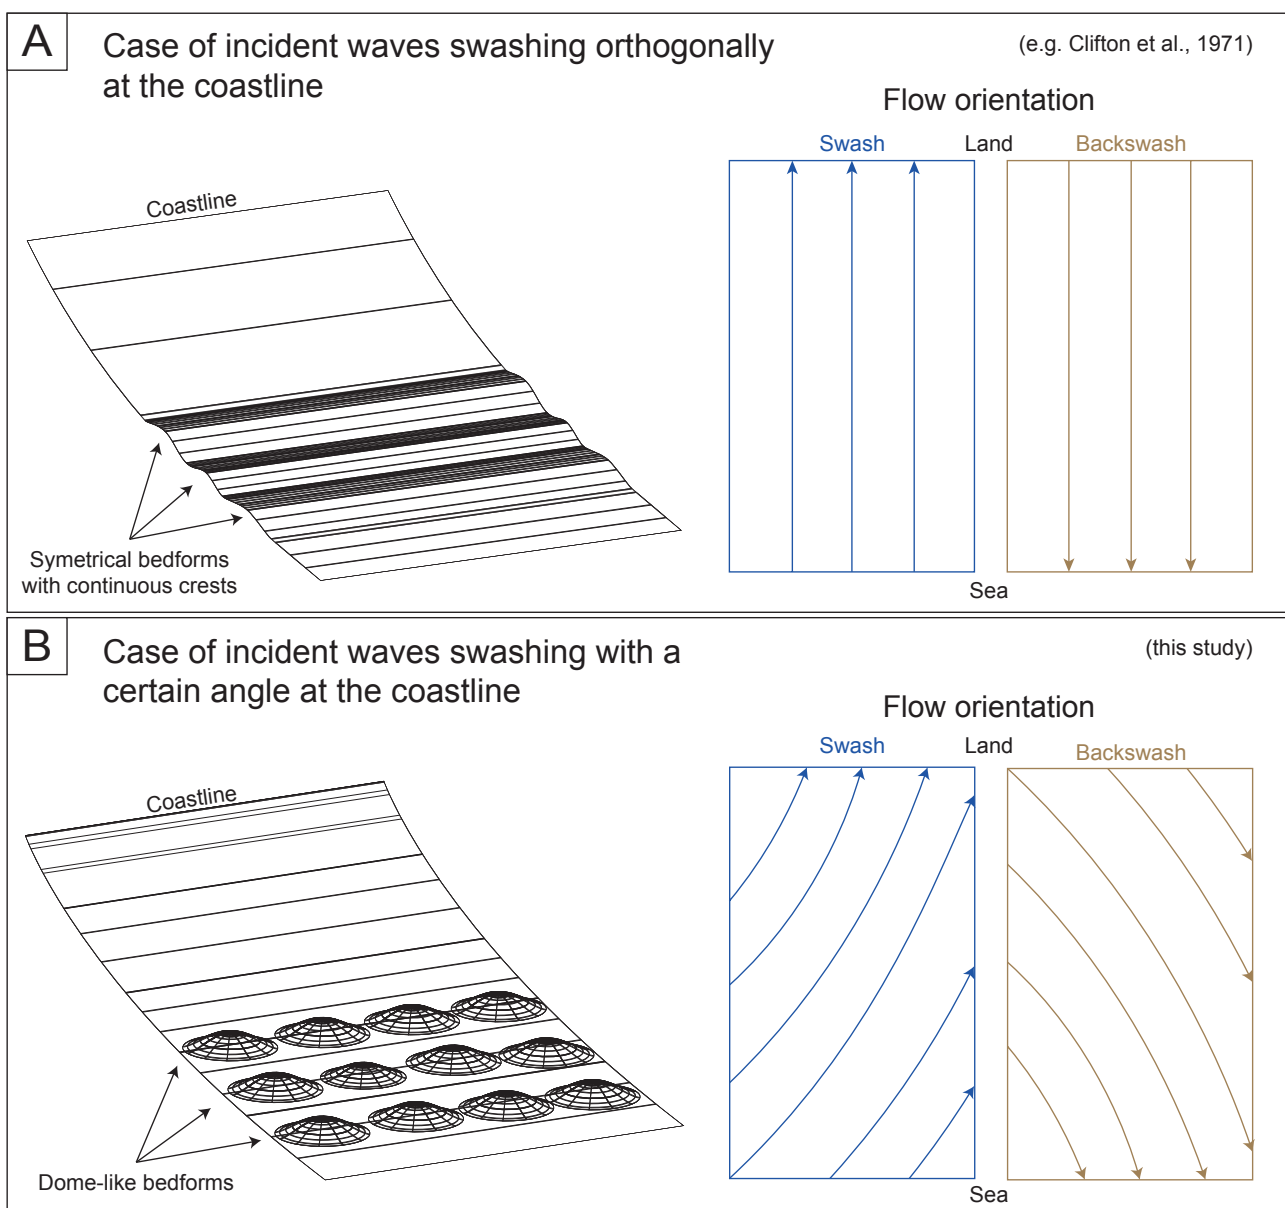 A
Case of incident waves swashing orthogonally
at the coastline
(e.g. Clifton et al., 1971)
Flow orientation
Swash
Land
Backswash
Coastline
Symetrical bedforms
with continuous crests
Sea
B
Case of incident waves swashing with a
certain angle at the coastline
(this study)
Flow orientation
Swash
Land
Backswash
Coastline
Dome-like bedforms
Sea